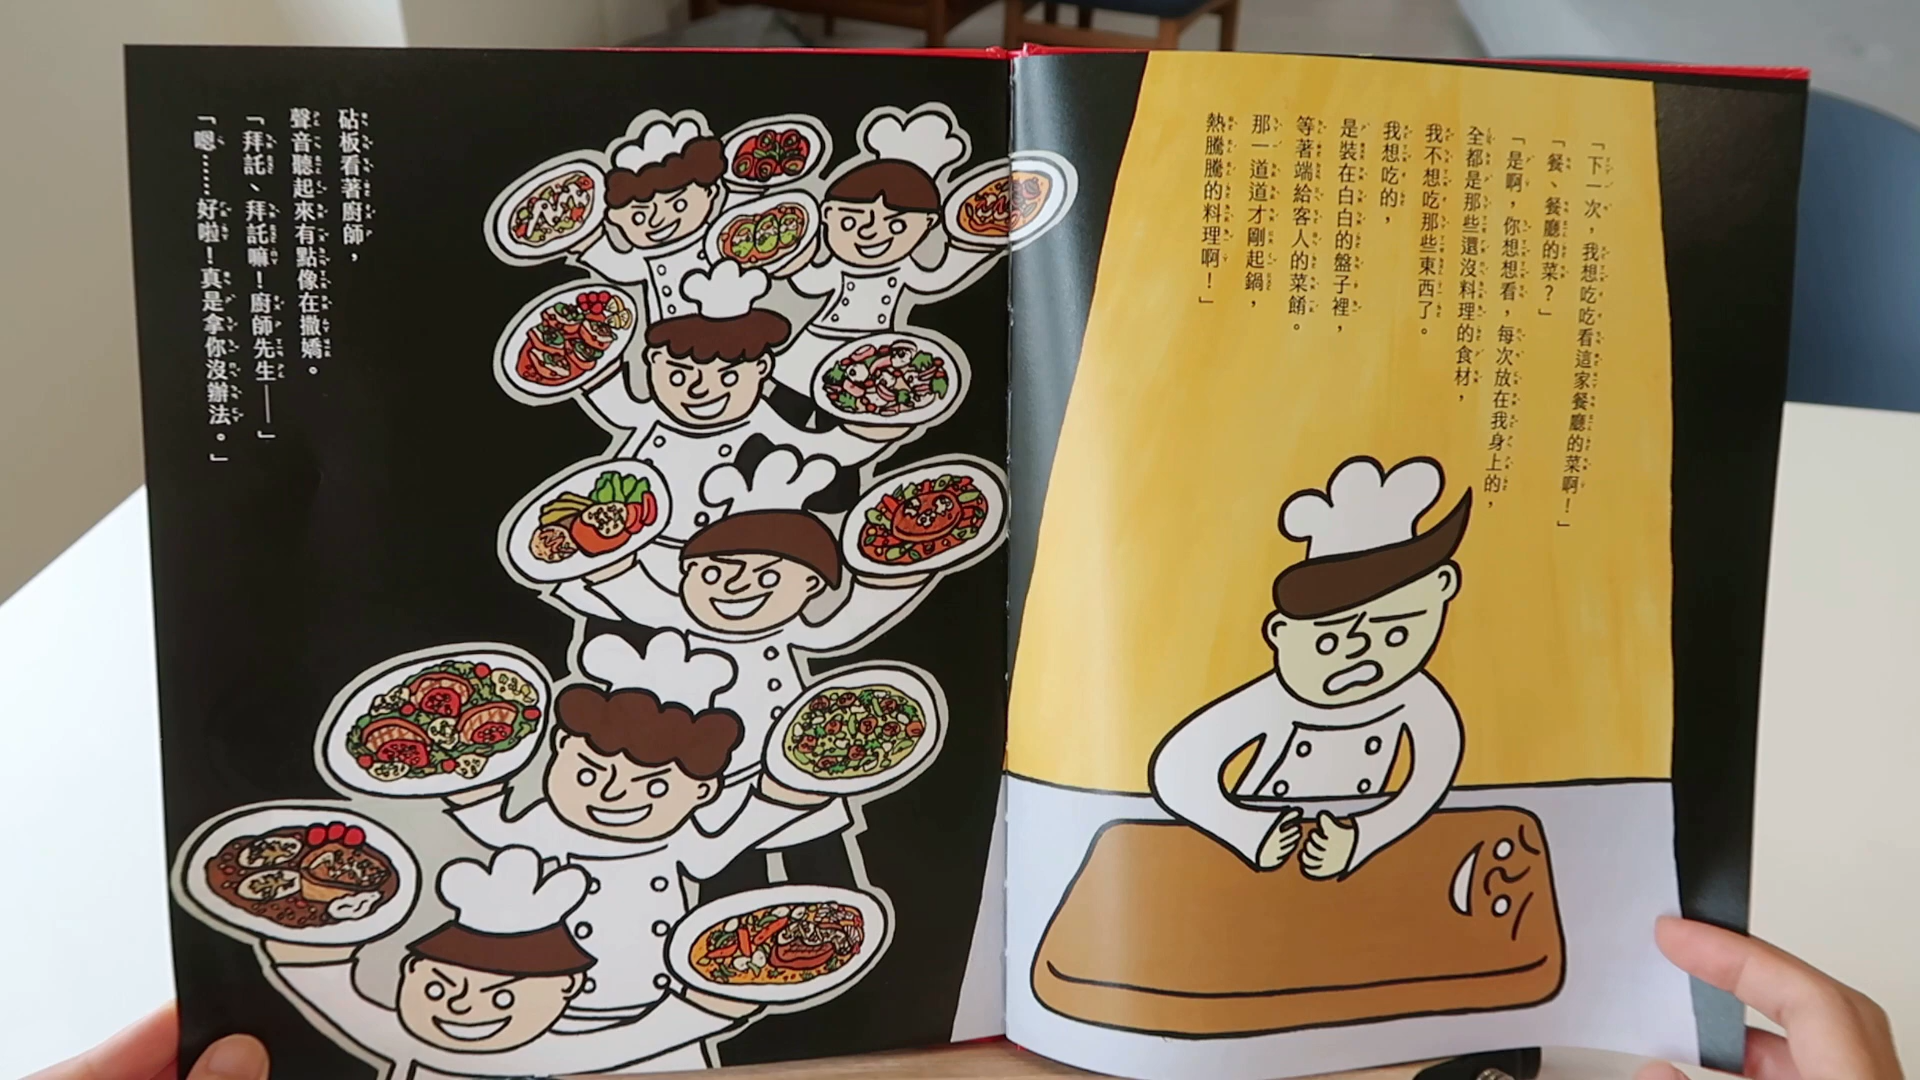 「下一次，我想吃吃看這家餐廳的菜啊！」
「餐、餐廳的菜？」
「是啊，你想想看，每次放在我身上的，
全都是那些還沒料理的食材，
我不想吃那些東西了。
我想吃的，
是裝在白白的盤子裡，
等著端給客人的菜餚。
那一道道才剛起鍋，
熱騰騰的料理啊！」
砧板看著廚師，
聲音聽起來有點像在撒嬌。
「拜託、拜託嘛！廚師先生——」
「嗯……好啦！真是拿你沒辦法。」